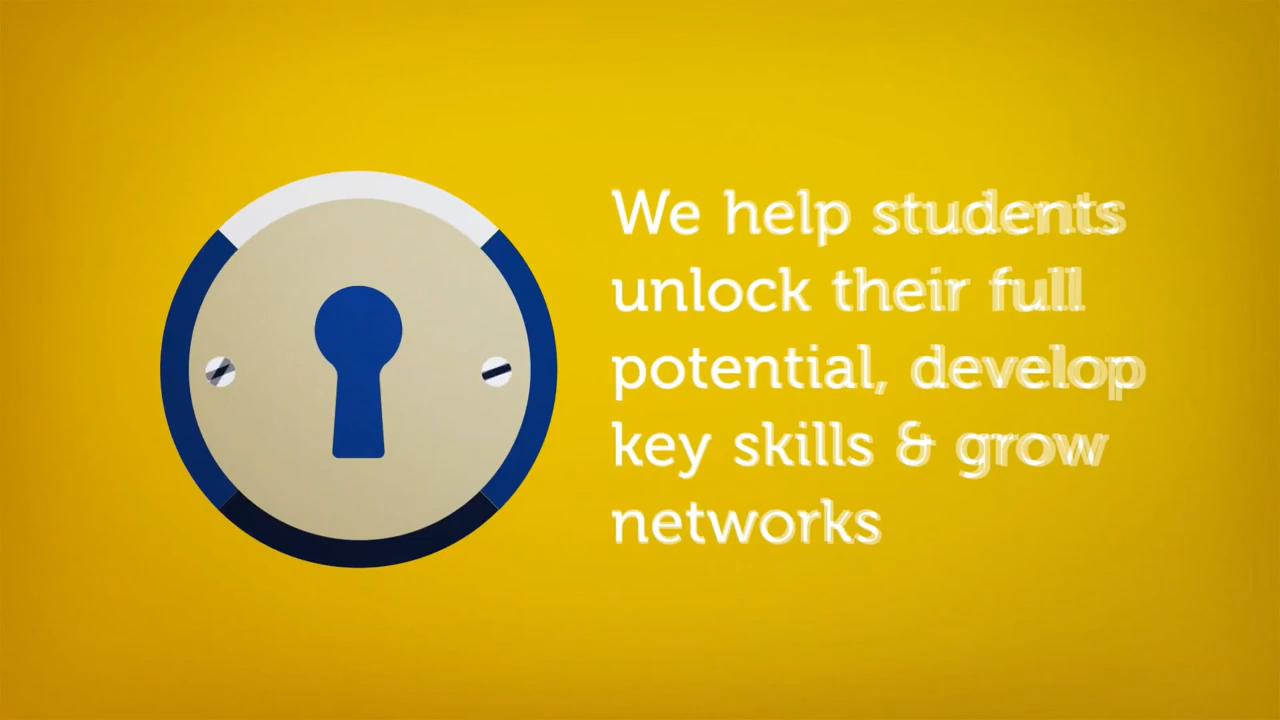 We help students
unlock their full
potential, develop
key skills & grow
networks